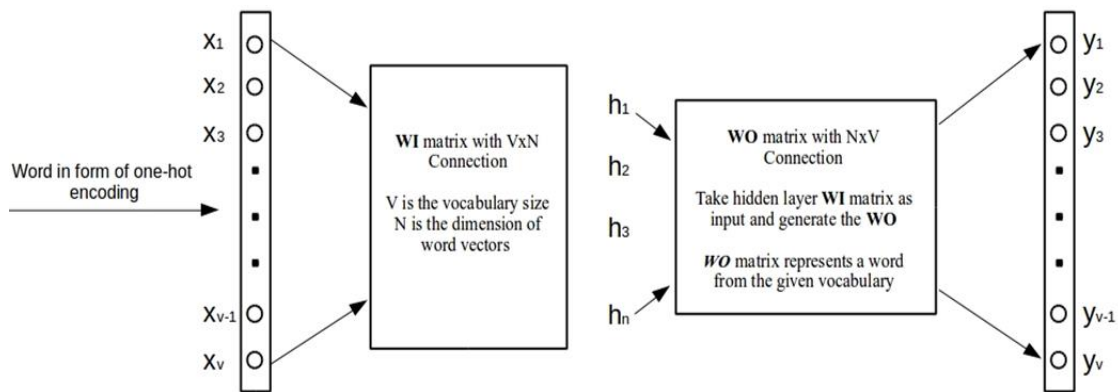 Word in form of one-hot
encoding
x1
x2
x3
xv-1
xv
WI matrix with VxN
Connection
V is the vocabulary size
N is the dimension of
word vectors
h1
h2
h3
hn
WO matrix with NxV
Connection
Take hidden layer WI matrix as
input and generate the WO
WO matrix represents a word
from the given vocabulary
y1
y2
y3
yv-1
yv